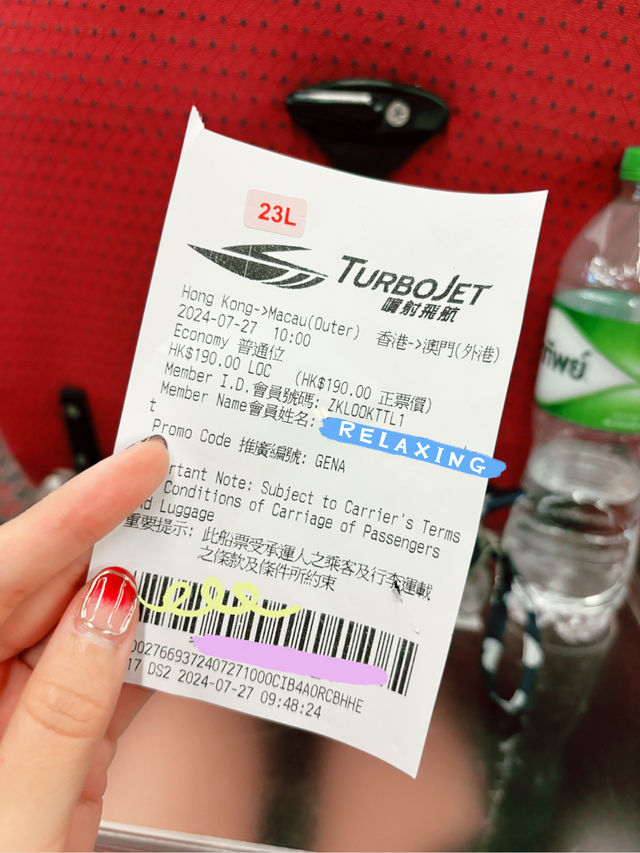 23L
TURBOJET
噴射飛航
Hong Kong->Macau(Outer) 香港->澳門(外港)
2024-07-27 10:00
Economy 普通位
HK$190.00 LOC (HK$190.00 正票價)
Member I.D.會員號碼: ZKLOOKTTL1
Member Name會員姓名:
RELAXING
t
Promo Code 推廣編號: GENA
rtant Note: Subject to Carrier's Terms
Conditions of Carriage of Passengers
nd Luggage
重要提示: 此船票受承運人之乘客及行李運載
之條款及條件所約束
0027669372407271000CIB4AORCBHHE
17 DS2 2024-07-27 09:48:24
ทิพย์